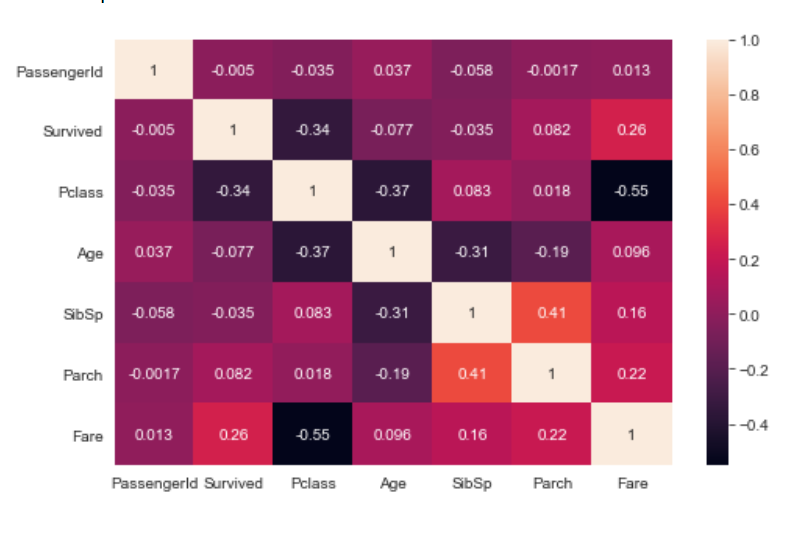 1.0
PassengerId 1 -0.005 -0.035 0.037 -0.058 -0.0017 0.013
0.8
Survived -0.005 1 -0.34 -0.077 -0.035 0.082 0.26
0.6
Pclass -0.035 -0.34 1 -0.37 0.083 0.018 -0.55
0.4
Age 0.037 -0.077 -0.37 1 -0.31 -0.19 0.096
0.2
SibSp -0.058 -0.035 0.083 -0.31 1 0.41 0.16
0.0
Parch -0.0017 0.082 0.018 -0.19 0.41 1 0.22
−0.2
Fare 0.013 0.26 -0.55 0.096 0.16 0.22 1
−0.4
PassengerId Survived Pclass Age SibSp Parch Fare